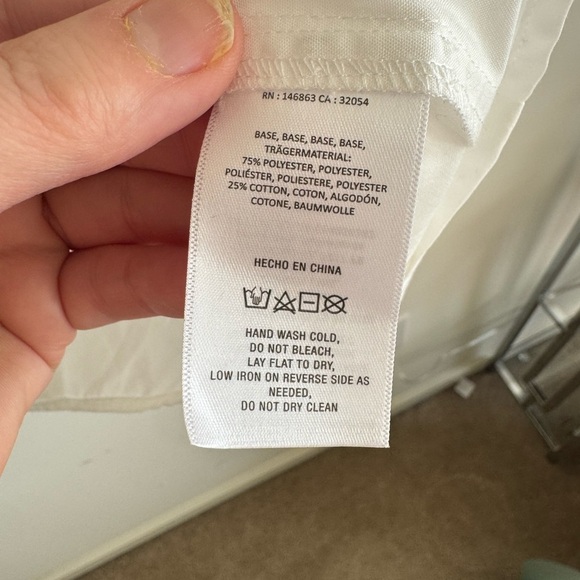 RN : 146863 CA : 32054
BASE, BASE, BASE, BASE,
TRÄGERMATERIAL:
75% POLYESTER, POLYESTER,
POLIÉSTER, POLIESTERE, POLYESTER
25% COTTON, COTON, ALGODÓN,
COTONE, BAUMWOLLE
HECHO EN CHINA
HAND WASH COLD,
DO NOT BLEACH,
LAY FLAT TO DRY,
LOW IRON ON REVERSE SIDE AS
NEEDED,
DO NOT DRY CLEAN